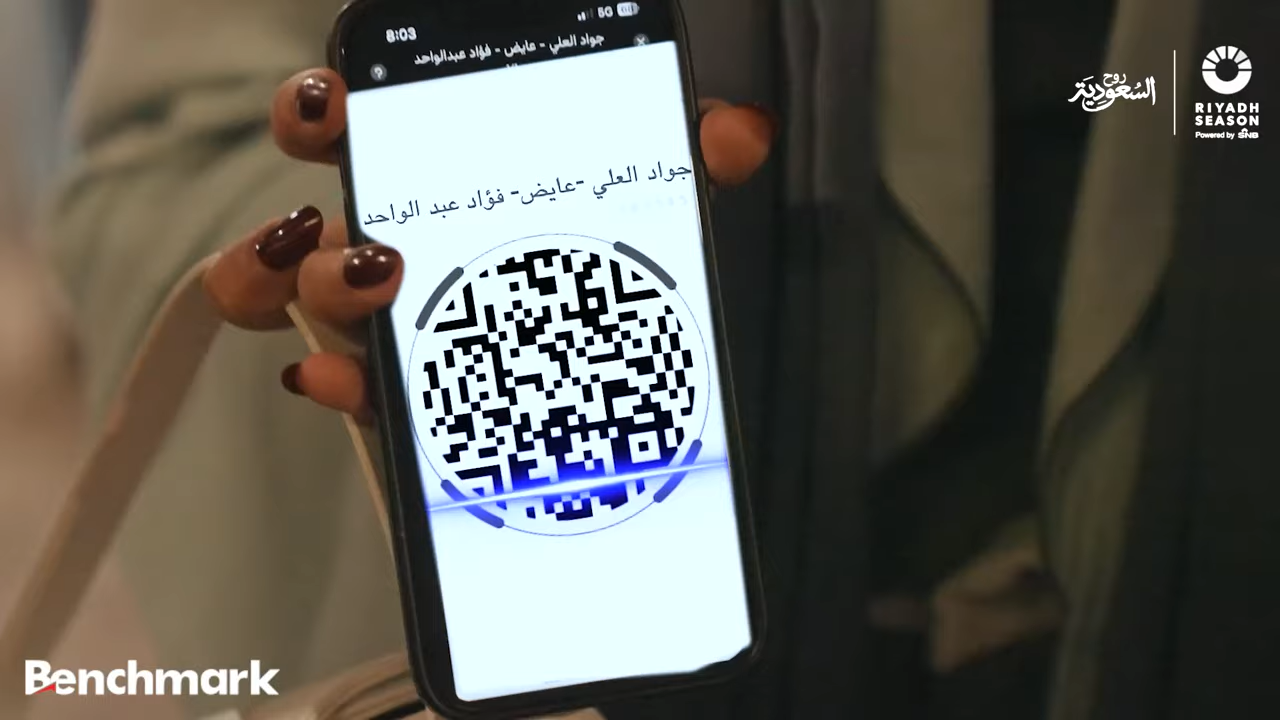 8:03
5G
جواد العلي - عايض - فؤاد عبدالواحد
جواد العلي -عايض- فؤاد عبد الواحد
روح السعودية
RIYADH
SEASON
Powered by SNB
Benchmark